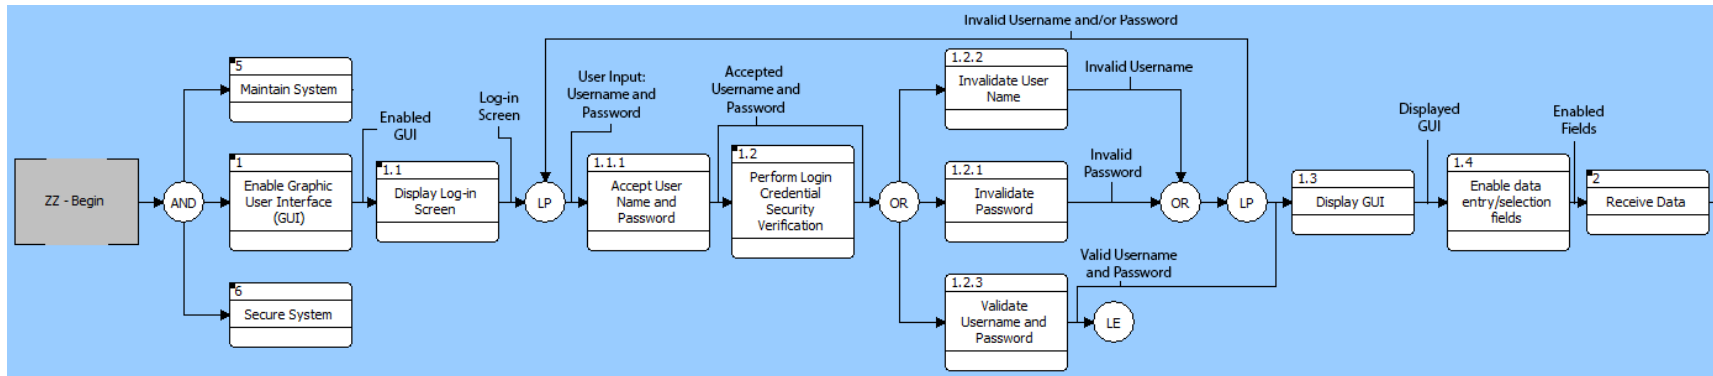 Invalid Username and/or Password
5
Maintain System
Enabled
GUI
Log-in
Screen
User Input:
Username and
Password
Accepted
Username and
Password
1.2.2
Invalidate User
Name
Invalid Username
Displayed
GUI
Enabled
Fields
ZZ - Begin
AND
1
Enable Graphic
User Interface
(GUI)
1.1
Display Log-in
Screen
LP
1.1.1
Accept User
Name and
Password
1.2
Perform Login
Credential
Security
Verification
OR
1.2.1
Invalidate
Password
Invalid
Password
OR
LP
1.3
Display GUI
1.4
Enable data
entry/selection
fields
2
Receive Data
6
Secure System
1.2.3
Validate
Username and
Password
Valid Username
and Password
LE